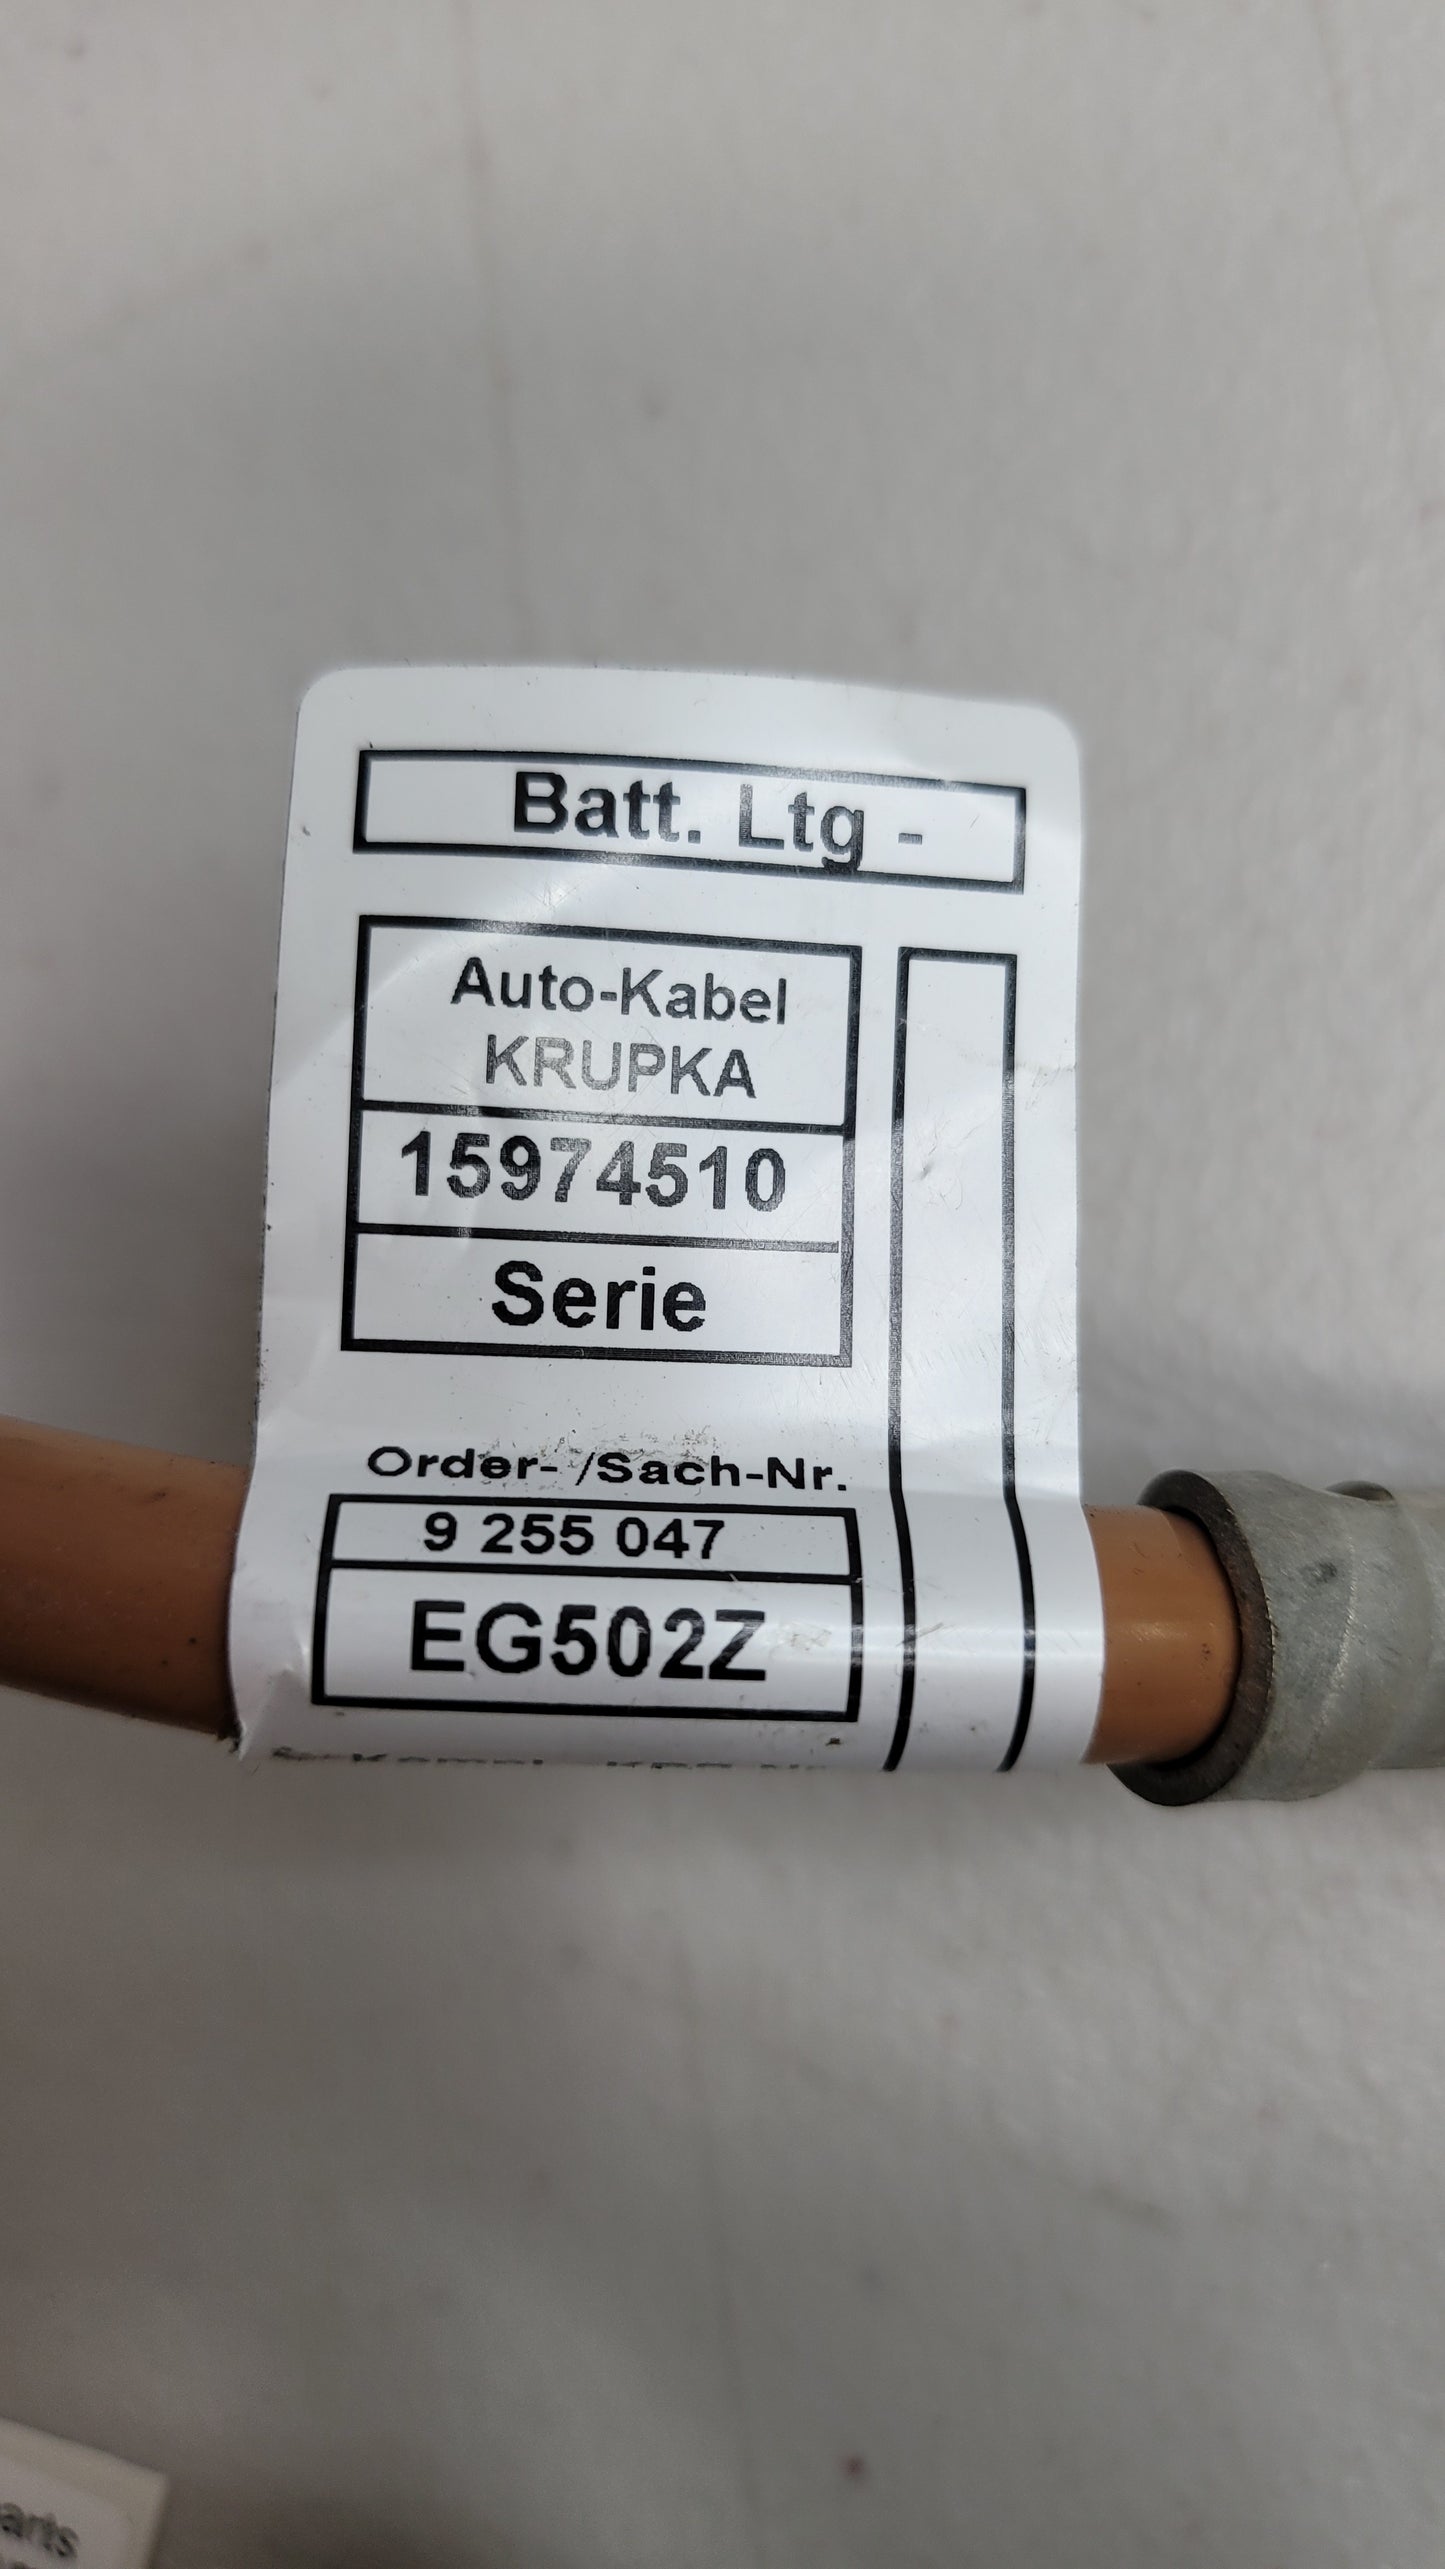 Batt. Ltg -
Auto-Kabel
KRUPKA
15974510
Serie
Order- /Sach-Nr.
9 255 047
EG502Z